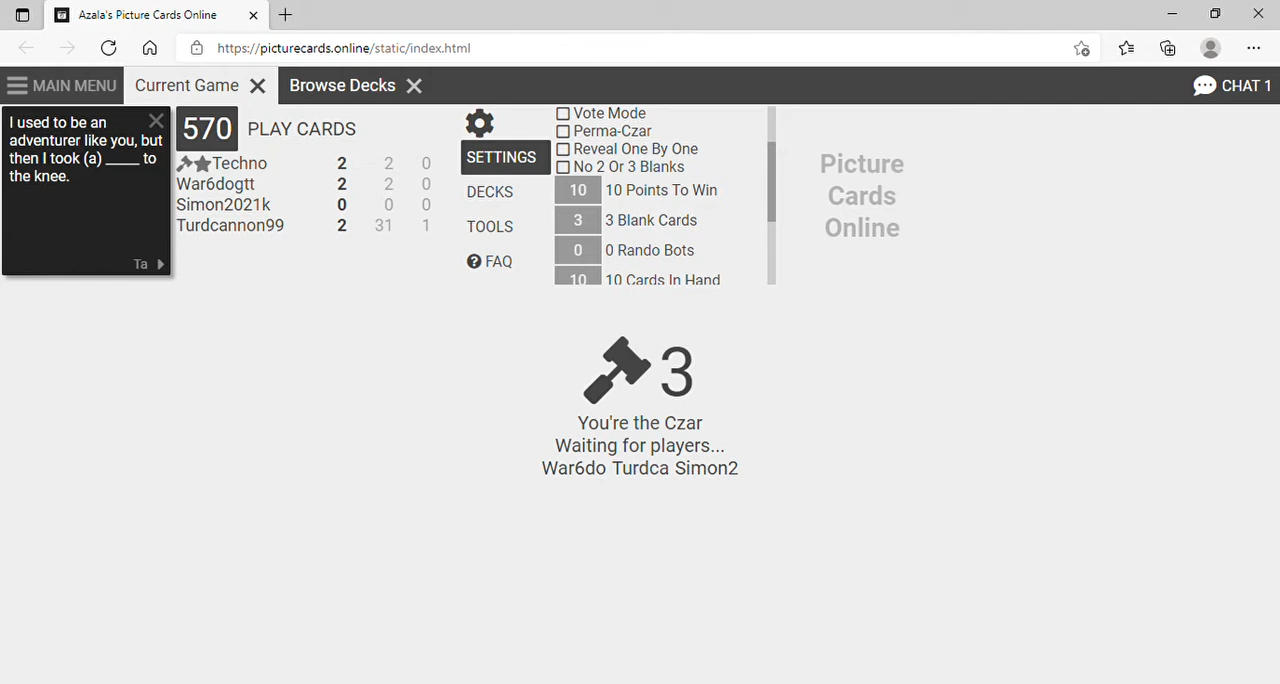 Azala's Picture Cards Online
https://picturecards.online/static/index.html
MAIN MENU
Current Game
Browse Decks
CHAT 1
I used to be an
adventurer like you, but
then I took (a) _____ to
the knee.
Ta
570 PLAY CARDS
Techno 2 2 0
War6dogtt 2 2 0
Simon2021k 0 0 0
Turdcannon99 2 31 1
SETTINGS
DECKS
TOOLS
FAQ
Vote Mode
Perma-Czar
Reveal One By One
No 2 Or 3 Blanks
10 10 Points To Win
3 3 Blank Cards
0 0 Rando Bots
10 10 Cards In Hand
Picture
Cards
Online
3
You're the Czar
Waiting for players...
War6do Turdca Simon2